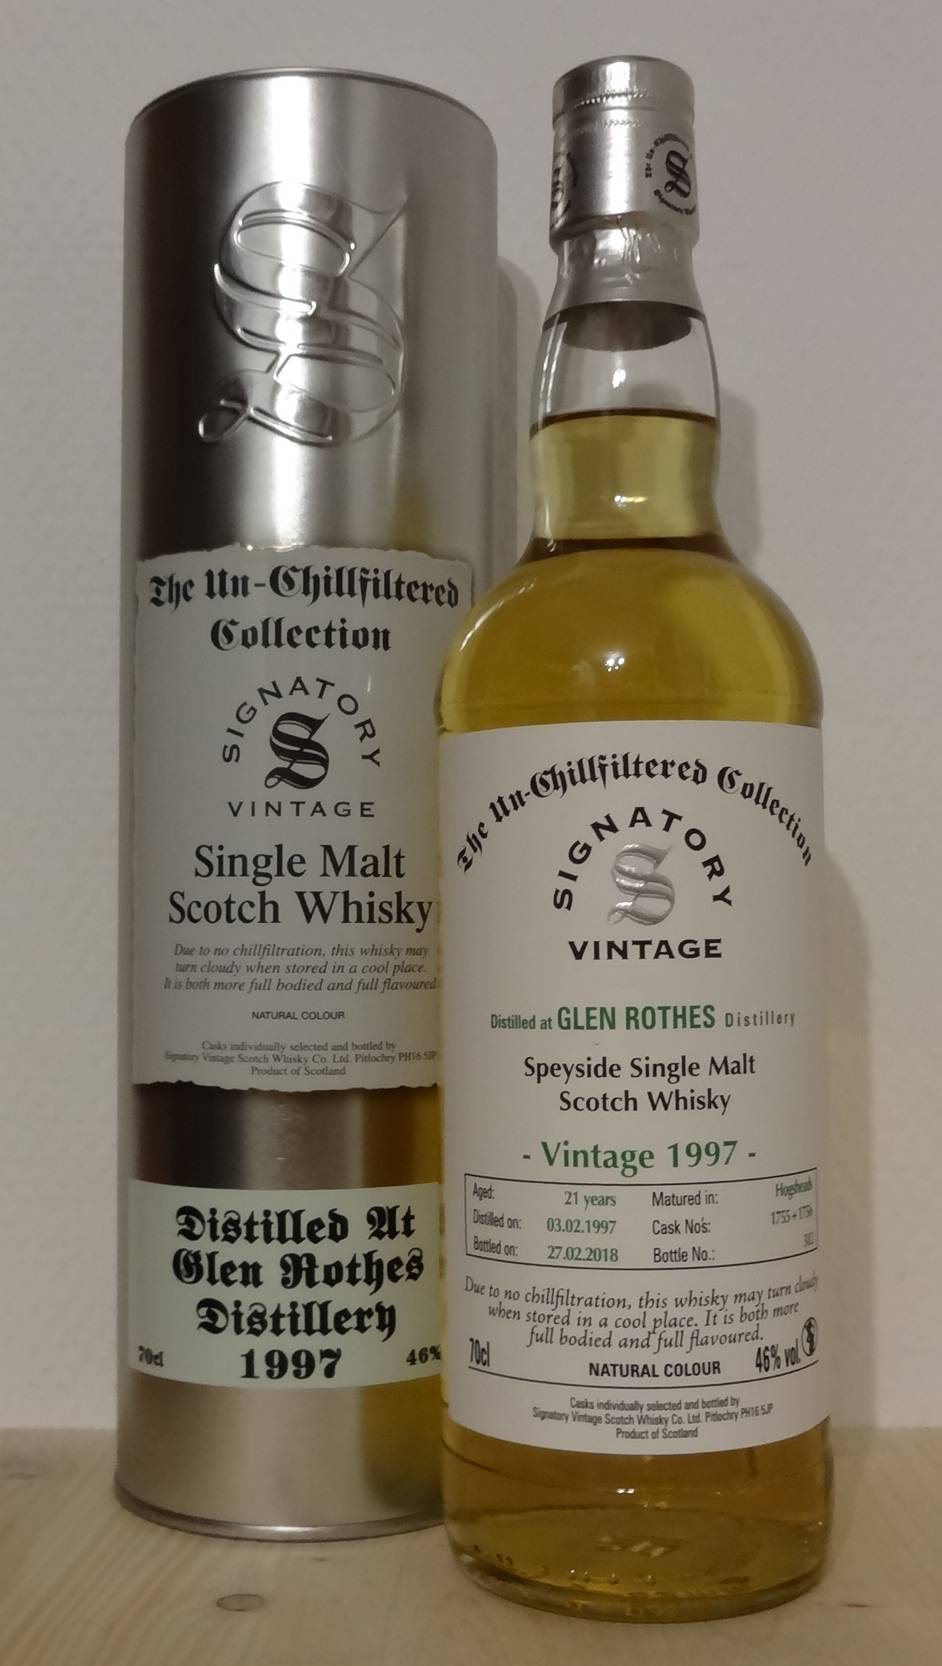 The Un-Chillfiltered
Collection
SIGNATORY
S
VINTAGE
Single Malt
Scotch Whisky
Due to no chillfiltration, this whisky may
turn cloudy when stored in a cool place.
It is both more full bodied and full flavoured
NATURAL COLOUR
Casks individually selected and bottled by
Signatory Vintage Scotch Whisky Co. Ltd. Pitlochry PH16 5JP
Product of Scotland
Distilled At
Glen Rothes
Distillery
70cl 1997 46%
The Un-Chillfiltered Collection
SIGNATORY
S
VINTAGE
Distilled at GLEN ROTHES Distillery
Speyside Single Malt
Scotch Whisky
- Vintage 1997 -
Aged: 21 years Matured in: Hogsheads
Distilled on: 03.02.1997 Cask No's: 1755+1756
Bottled on: 27.02.2018 Bottle No.:
Due to no chillfiltration, this whisky may turn cloudy
when stored in a cool place. It is both more
full bodied and full flavoured.
70cl NATURAL COLOUR 46% vol.
Casks individually selected and bottled by
Signatory Vintage Scotch Whisky Co. Ltd. Pitlochry PH16 5JP
Product of Scotland